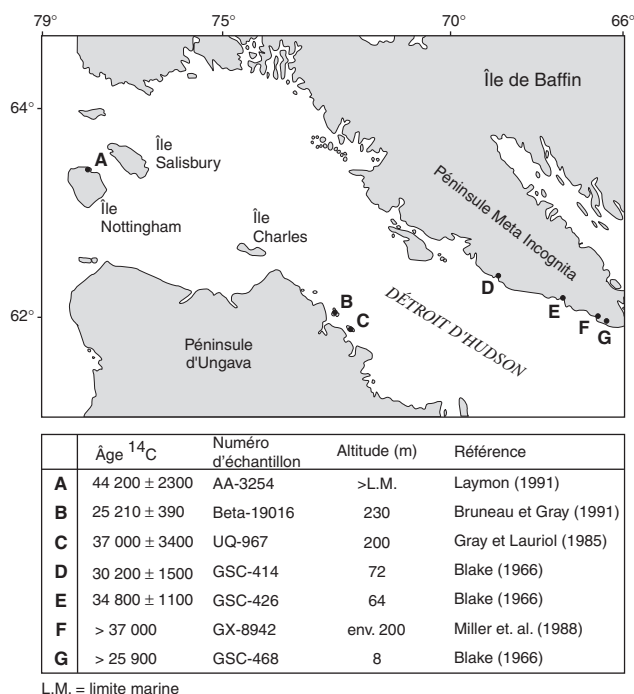 79°
75°
70°
66°
64°
62°
Île de Baffin
A
Île
Salisbury
Île
Nottingham
Île
Charles
Péninsule Meta Incognita
B
C
D
E
F
G
DÉTROIT D'HUDSON
Péninsule
d'Ungava
Âge 14C Numéro d'échantillon Altitude (m) Référence
A 44 200 ± 2300 AA-3254 >L.M. Laymon (1991)
B 25 210 ± 390 Beta-19016 230 Bruneau et Gray (1991)
C 37 000 ± 3400 UQ-967 200 Gray et Lauriol (1985)
D 30 200 ± 1500 GSC-414 72 Blake (1966)
E 34 800 ± 1100 GSC-426 64 Blake (1966)
F > 37 000 GX-8942 env. 200 Miller et. al. (1988)
G > 25 900 GSC-468 8 Blake (1966)
L.M. = limite marine